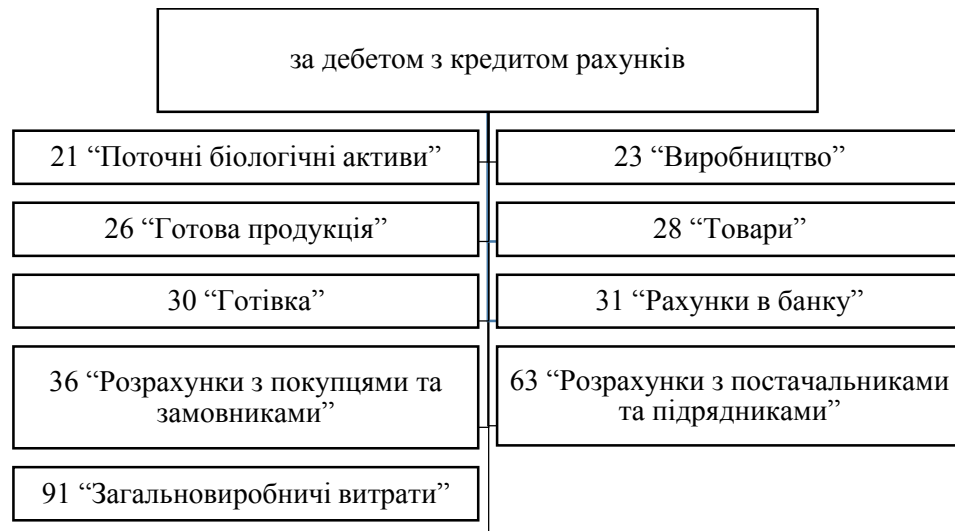 за дебетом з кредитом рахунків
21 “Поточні біологічні активи”
23 “Виробництво”
26 “Готова продукція”
28 “Товари”
30 “Готівка”
31 “Рахунки в банку”
36 “Розрахунки з покупцями та
замовниками”
63 “Розрахунки з постачальниками
та підрядниками”
91 “Загальновиробничі витрати”